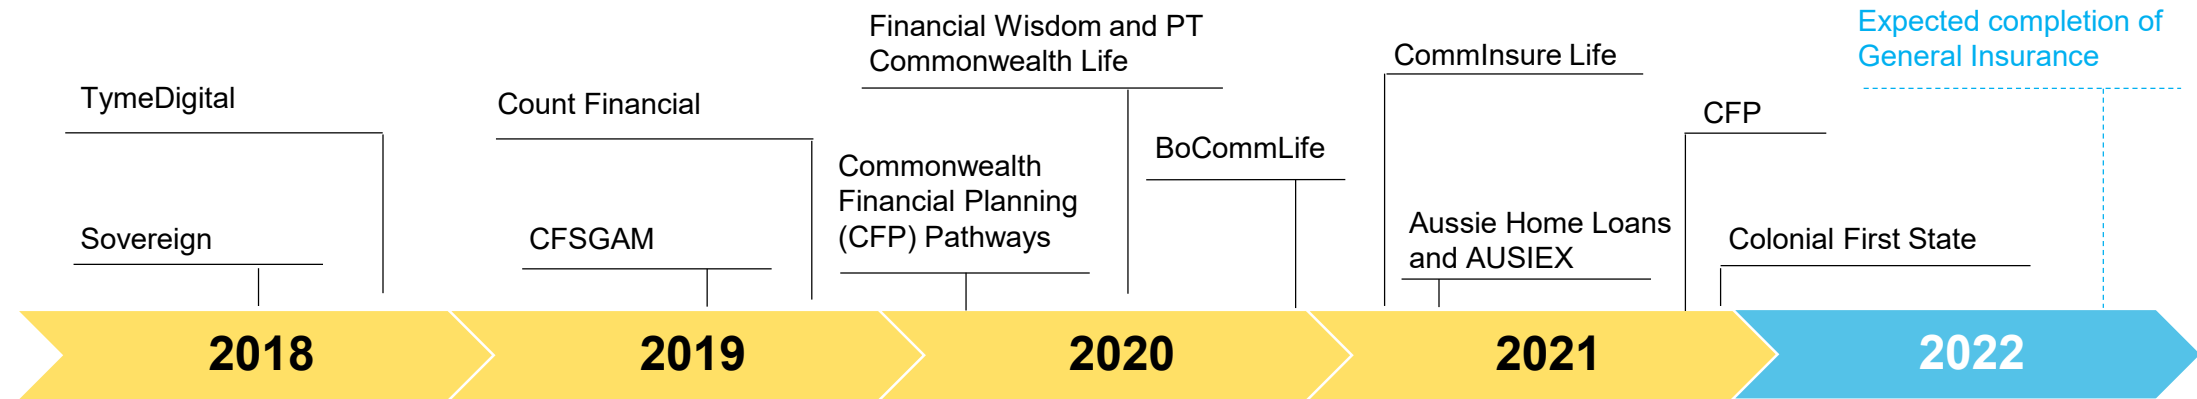 TymeDigital
Sovereign
Count Financial
CFSGAM
Financial Wisdom and PT
Commonwealth Life
Commonwealth
Financial Planning
(CFP) Pathways
BoCommLife
CommInsure Life
Aussie Home Loans
and AUSIEX
CFP
Colonial First State
Expected completion of
General Insurance
2018
2019
2020
2021
2022